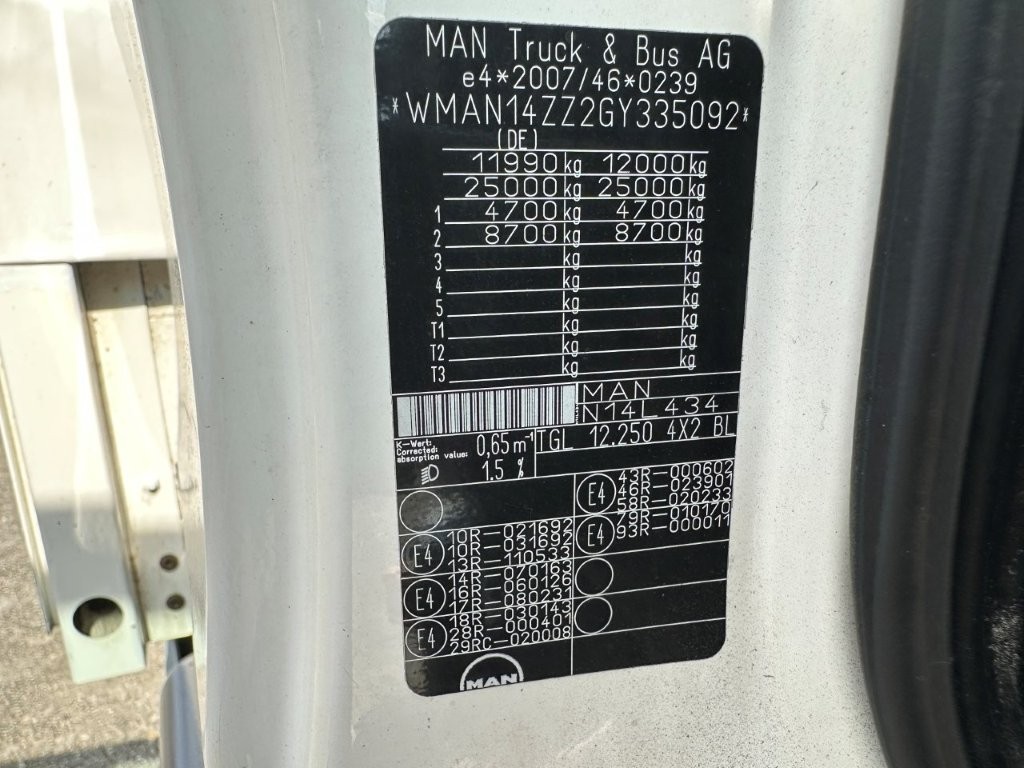 MAN Truck & Bus AG
e4*2007/46*0239
*WMAN14ZZ2GY335092*
(DE)
11990 kg 12000 kg
25000 kg 25000 kg
1 4700 kg 4700 kg
2 8700 kg 8700 kg
3 kg kg
4 kg kg
5 kg kg
T1 kg kg
T2 kg kg
T3 kg kg
MAN
N14L434
K-Wert:
Corrected:
absorption value:
0,65 m⁻¹
1.5 %
TGL 12.250 4X2 BL
E4
43R-000602
46R-023901
58R-020233
E4
79R-010170
93R-000011
E4
10R-021692
10R-031692
13R-110533
E4
14R-070163
16R-060126
17R-080231
E4
18R-030143
28R-000401
29RC-020008
MAN